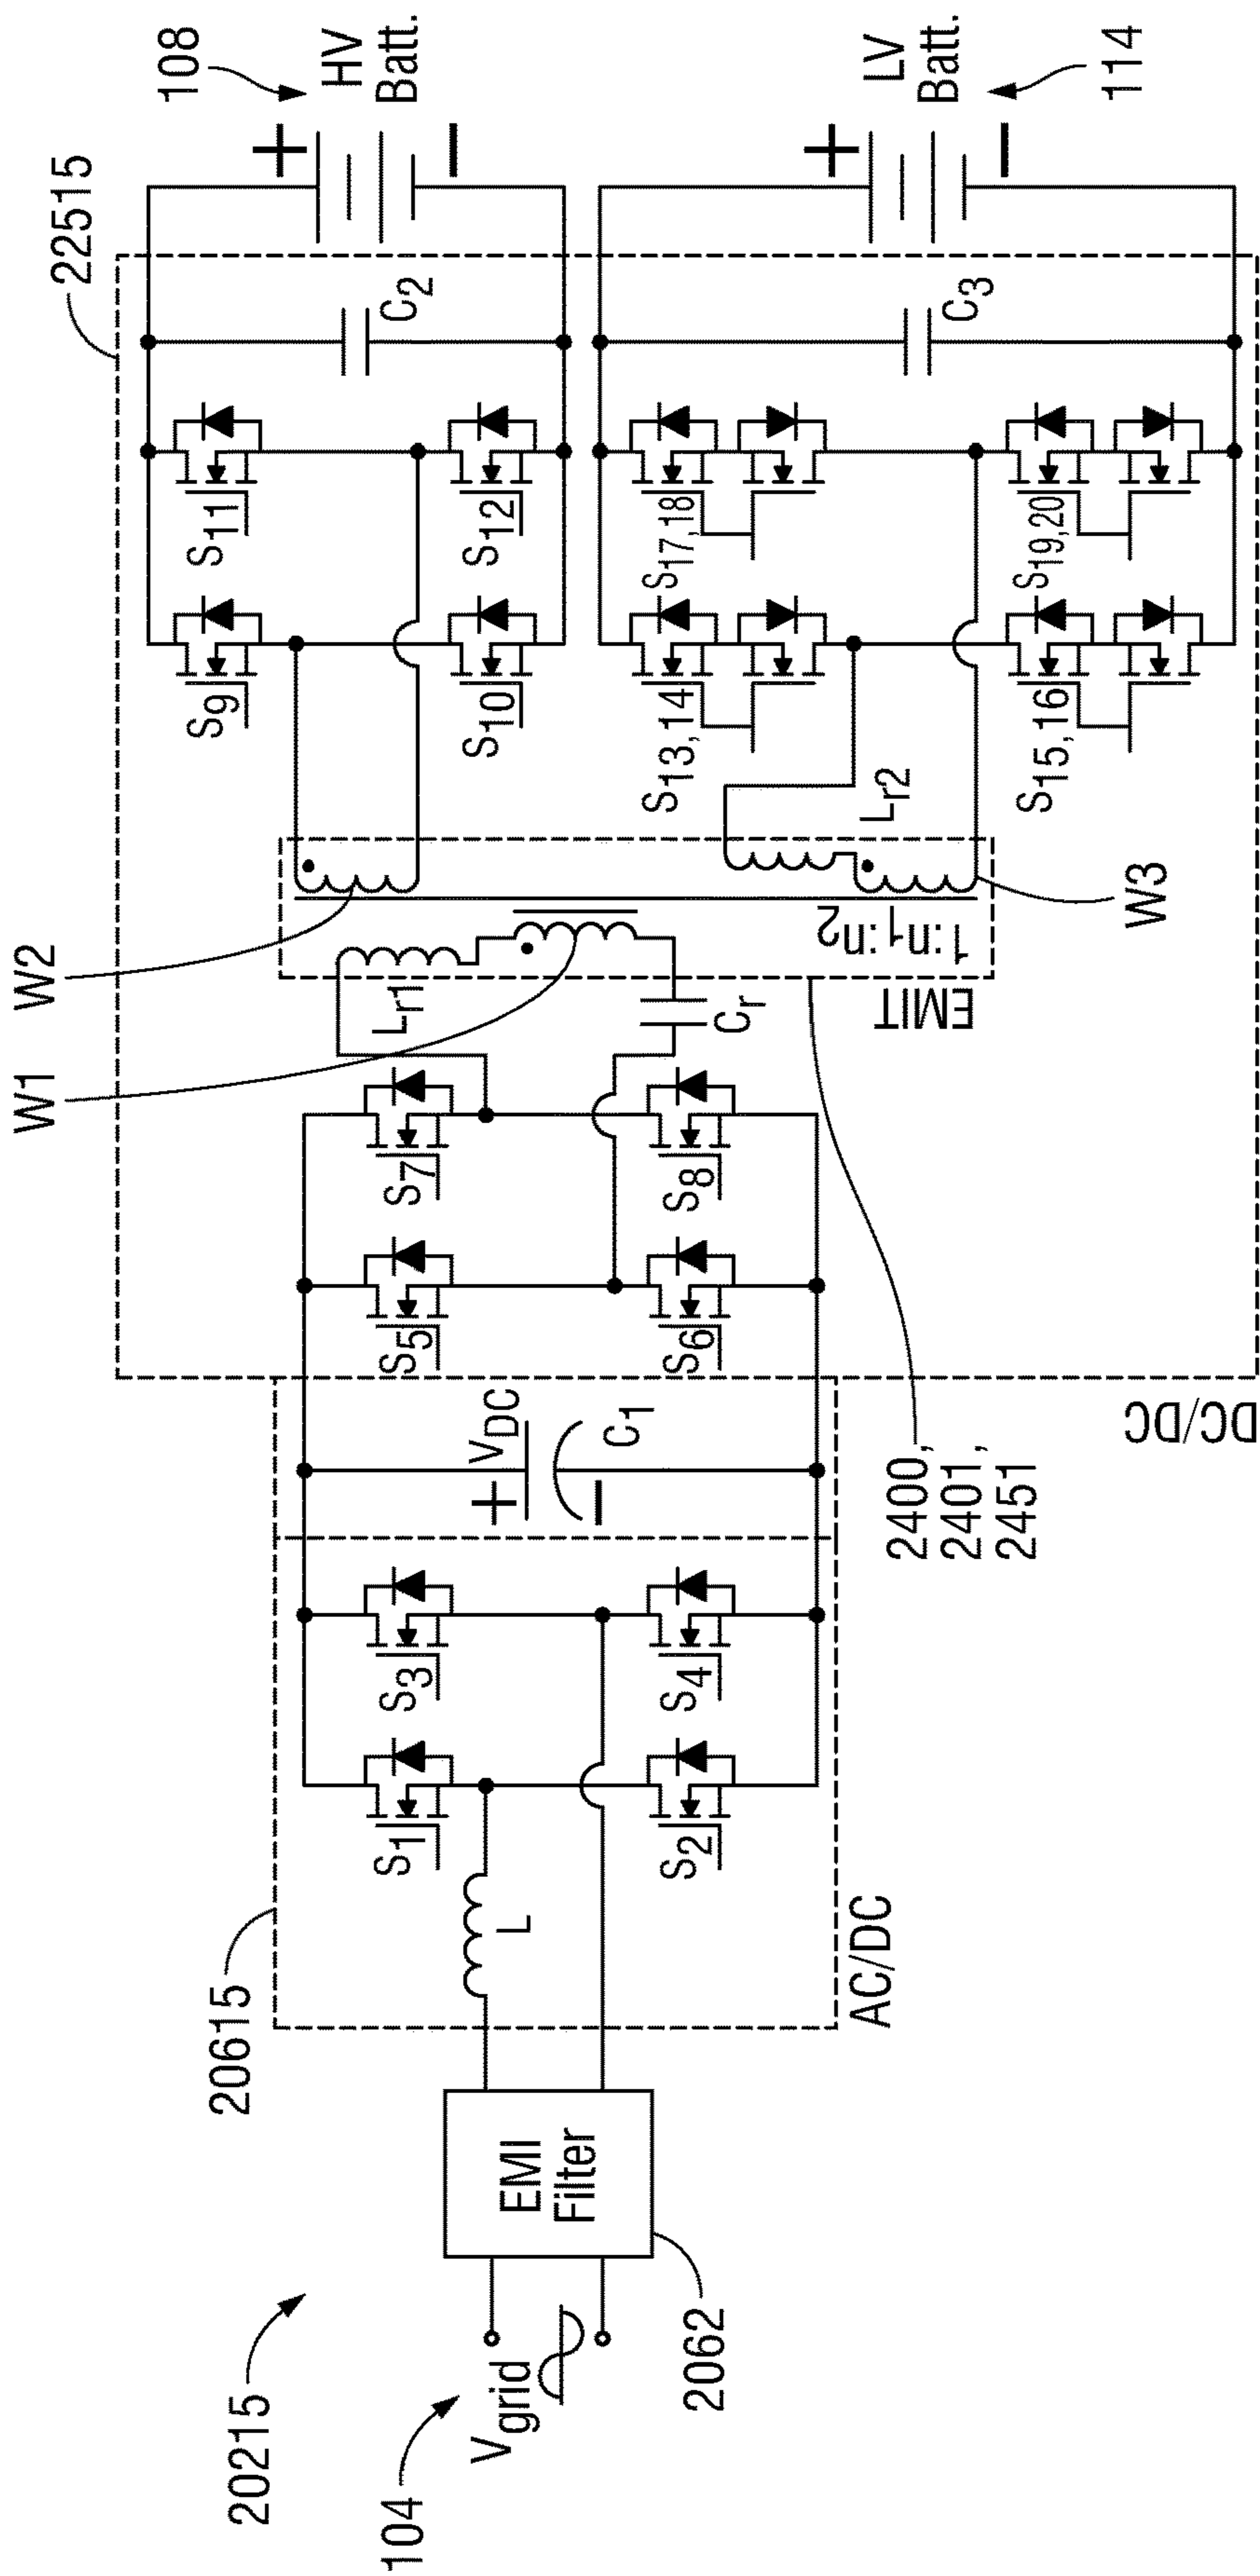 20215
104
Vgrid
EMI
Filter
2062
20615
AC/DC
L
S1
S2
S3
S4
+
VDC
−
C1
22515
DC/DC
S5
S6
S7
S8
W1
W2
Lr1
Cr
EMIT
1:n1:n2
2400,
2401,
2451
W3
Lr2
S9
S10
S11
S12
C2
S13,14
S15,16
S17,18
S19,20
C3
108
HV
Batt.
+
−
LV
Batt.
+
−
114